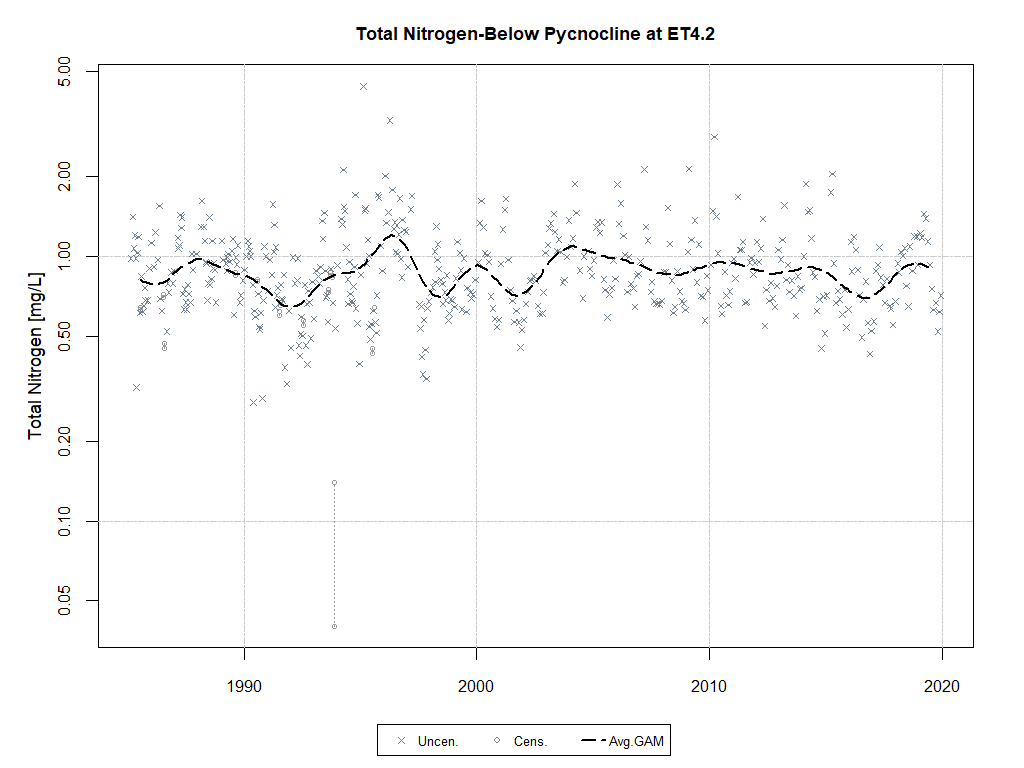 Total Nitrogen-Below Pycnocline at ET4.2
Total Nitrogen [mg/L]
5.00
2.00
1.00
0.50
0.20
0.10
0.05
1990 2000 2010 2020
Uncen. Cens. Avg.GAM